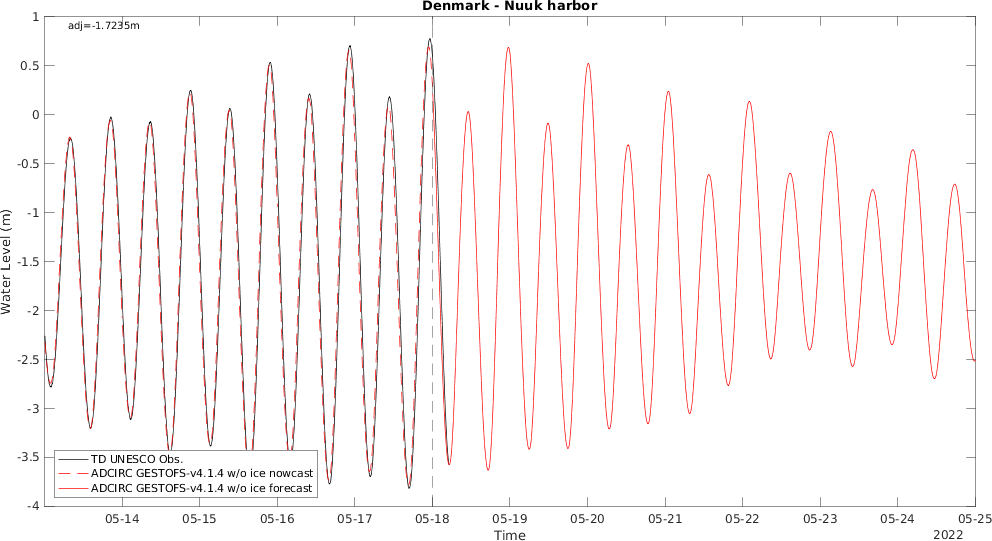 Denmark - Nuuk harbor
adj=-1.7235m
1
0.5
0
-0.5
-1
-1.5
-2
-2.5
-3
-3.5
-4
Water Level (m)
TD UNESCO Obs.
ADCIRC GESTOFS-v4.1.4 w/o ice nowcast
ADCIRC GESTOFS-v4.1.4 w/o ice forecast
05-14 05-15 05-16 05-17 05-18 05-19 05-20 05-21 05-22 05-23 05-24 05-25
Time
2022